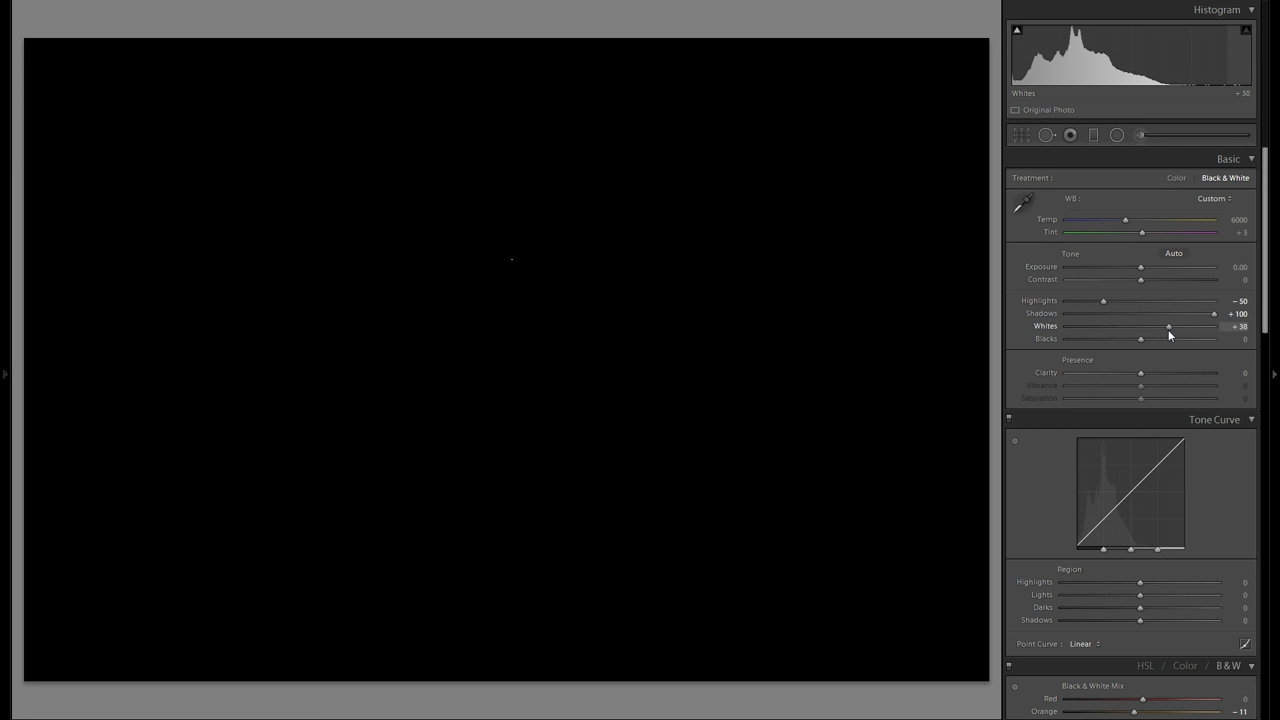 Histogram
Whites + 38
Original Photo
Basic
Treatment : Color Black & White
WB : Custom
Temp 6000
Tint + 3
Tone Auto
Exposure 0.00
Contrast 0
Highlights − 50
Shadows + 100
Whites + 38
Blacks 0
Presence
Clarity 0
Vibrance 0
Saturation 0
Tone Curve
Region
Highlights 0
Lights 0
Darks 0
Shadows 0
Point Curve : Linear
HSL / Color / B & W
Black & White Mix
Red 0
Orange − 11